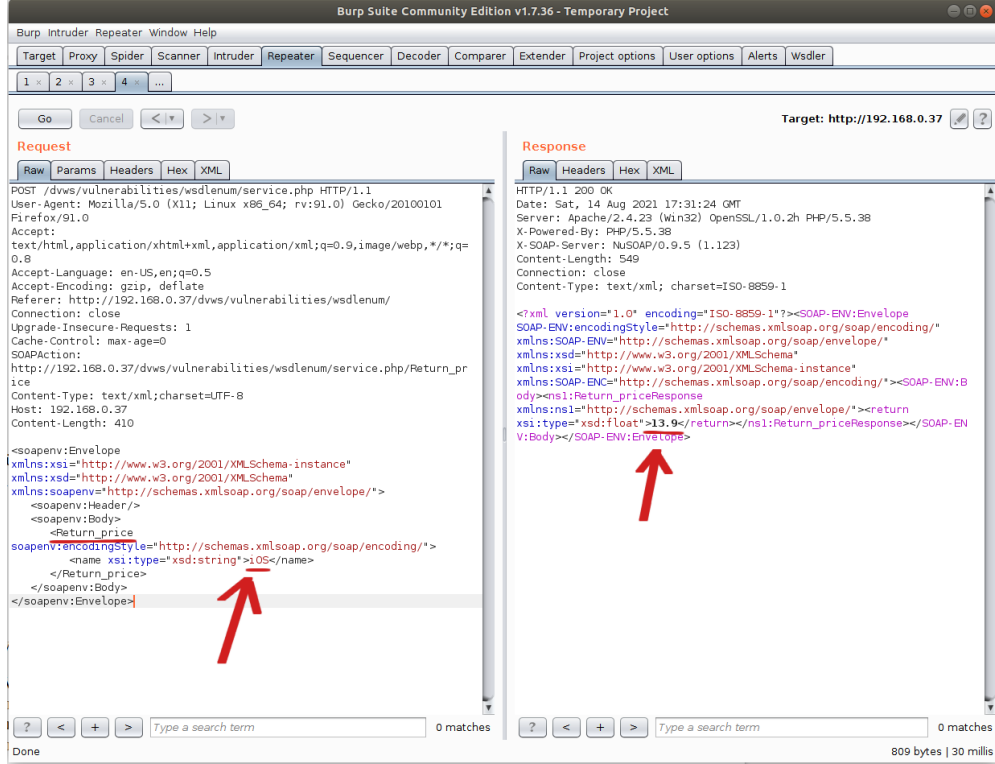 Burp Suite Community Edition v1.7.36 - Temporary Project
Burp Intruder Repeater Window Help
Target Proxy Spider Scanner Intruder Repeater Sequencer Decoder Comparer Extender Project options User options Alerts Wsdler
1 × 2 × 3 × 4 × ...
Go Cancel < > Target: http://192.168.0.37 ?
Request
Raw Params Headers Hex XML
POST /dvws/vulnerabilities/wsdlenum/service.php HTTP/1.1
User-Agent: Mozilla/5.0 (X11; Linux x86_64; rv:91.0) Gecko/20100101
Firefox/91.0
Accept:
text/html,application/xhtml+xml,application/xml;q=0.9,image/webp,*/*;q=
0.8
Accept-Language: en-US,en;q=0.5
Accept-Encoding: gzip, deflate
Referer: http://192.168.0.37/dvws/vulnerabilities/wsdlenum/
Connection: close
Upgrade-Insecure-Requests: 1
Cache-Control: max-age=0
SOAPAction:
http://192.168.0.37/dvws/vulnerabilities/wsdlenum/service.php/Return_pr
ice
Content-Type: text/xml;charset=UTF-8
Host: 192.168.0.37
Content-Length: 410
<soapenv:Envelope
xmlns:xsi="http://www.w3.org/2001/XMLSchema-instance"
xmlns:xsd="http://www.w3.org/2001/XMLSchema"
xmlns:soapenv="http://schemas.xmlsoap.org/soap/envelope/">
<soapenv:Header/>
<soapenv:Body>
<Return_price
soapenv:encodingStyle="http://schemas.xmlsoap.org/soap/encoding/">
<name xsi:type="xsd:string">iOS</name>
</Return_price>
</soapenv:Body>
</soapenv:Envelope>
? < + > Type a search term 0 matches
Response
Raw Headers Hex XML
HTTP/1.1 200 OK
Date: Sat, 14 Aug 2021 17:31:24 GMT
Server: Apache/2.4.23 (Win32) OpenSSL/1.0.2h PHP/5.5.38
X-Powered-By: PHP/5.5.38
X-SOAP-Server: NuSOAP/0.9.5 (1.123)
Content-Length: 549
Connection: close
Content-Type: text/xml; charset=ISO-8859-1
<?xml version="1.0" encoding="ISO-8859-1"?><SOAP-ENV:Envelope
SOAP-ENV:encodingStyle="http://schemas.xmlsoap.org/soap/encoding/"
xmlns:SOAP-ENV="http://schemas.xmlsoap.org/soap/envelope/"
xmlns:xsd="http://www.w3.org/2001/XMLSchema"
xmlns:xsi="http://www.w3.org/2001/XMLSchema-instance"
xmlns:SOAP-ENC="http://schemas.xmlsoap.org/soap/encoding/"><SOAP-ENV:B
ody><ns1:Return_priceResponse
xmlns:ns1="http://schemas.xmlsoap.org/soap/envelope/"><return
xsi:type="xsd:float">13.9</return></ns1:Return_priceResponse></SOAP-EN
V:Body></SOAP-ENV:Envelope>
? < + > Type a search term 0 matches
Done 809 bytes | 30 millis